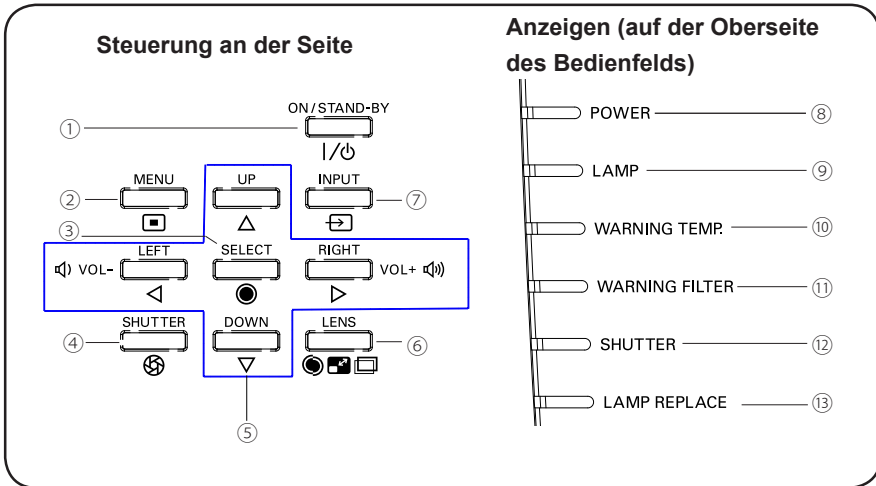 Steuerung an der Seite
ON/STAND-BY
①
MENU
UP
INPUT
②
⑦
③
LEFT
SELECT
RIGHT
VOL-
VOL+
SHUTTER
DOWN
LENS
④
⑥
⑤
Anzeigen (auf der Oberseite
des Bedienfelds)
POWER ⑧
LAMP ⑨
WARNING TEMP. ⑩
WARNING FILTER ⑪
SHUTTER ⑫
LAMP REPLACE ⑬